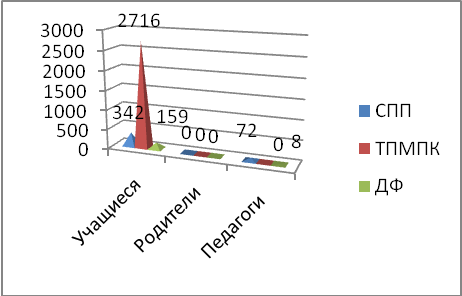 2716
3000
2500
2000
1500
1000
500
0
342 159
0 0 0
72 0 8
Учащиеся
Родители
Педагоги
СПП
ТПМПК
ДФ